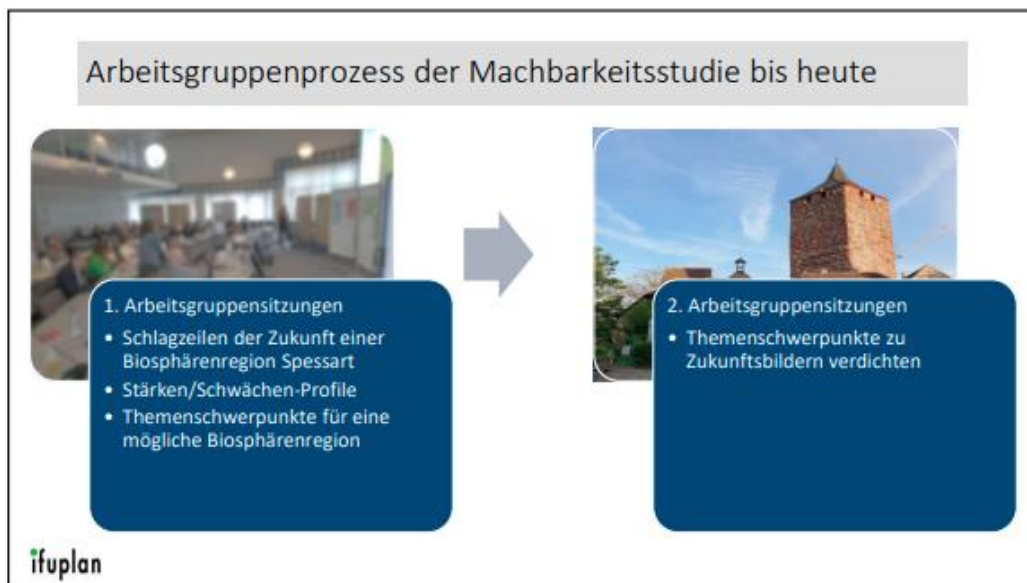 Arbeitsgruppenprozess der Machbarkeitsstudie bis heute
1. Arbeitsgruppensitzungen
• Schlagzeilen der Zukunft einer
Biosphärenregion Spessart
• Stärken/Schwächen-Profile
• Themenschwerpunkte für eine
mögliche Biosphärenregion
2. Arbeitsgruppensitzungen
• Themenschwerpunkte zu
Zukunftsbildern verdichten
ifuplan